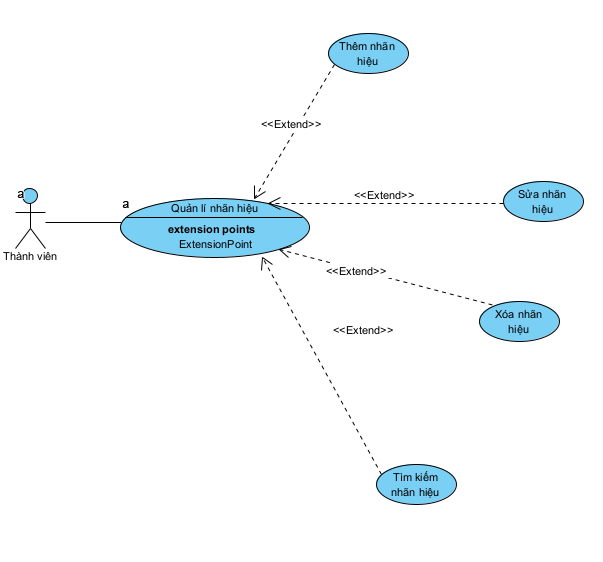 Thêm nhãn
hiệu
<<Extend>>
a
Thành viên
a
Quản lí nhãn hiệu
extension points
ExtensionPoint
<<Extend>>
Sửa nhãn
hiệu
<<Extend>>
Xóa nhãn
hiệu
<<Extend>>
Tìm kiếm
nhãn hiệu